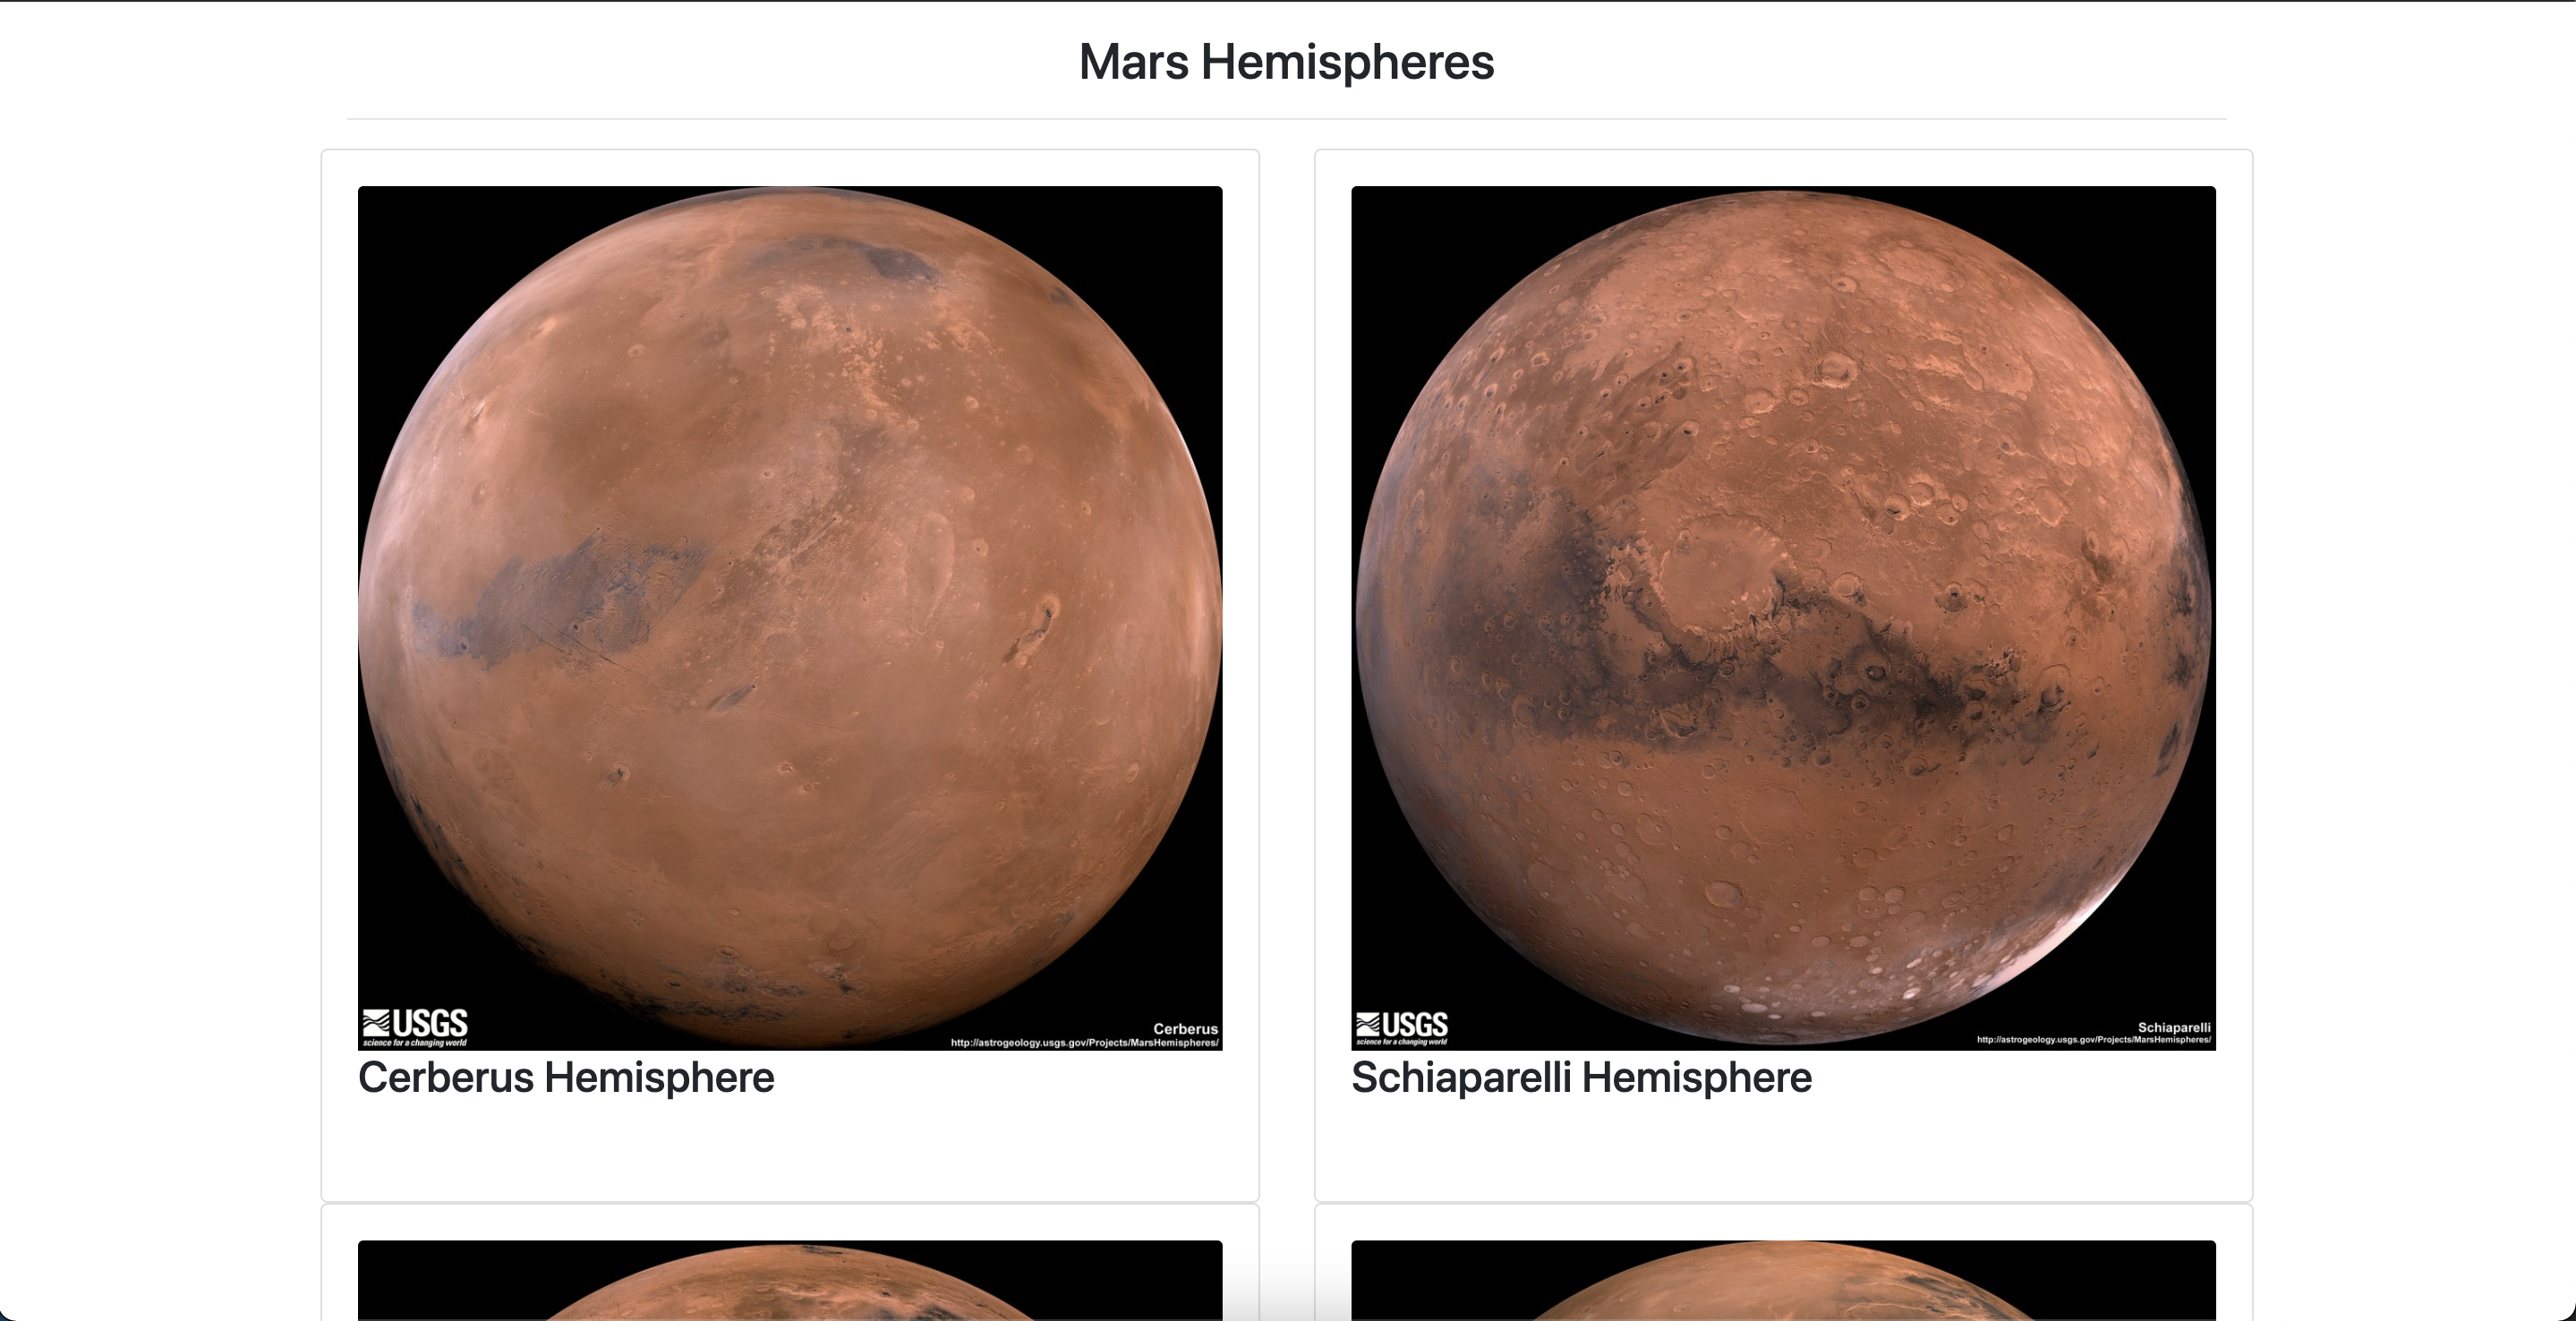 Mars Hemispheres
USGS
science for a changing world
Cerberus
http://astrogeology.usgs.gov/Projects/MarsHemispheres/
Cerberus Hemisphere
USGS
science for a changing world
Schiaparelli
http://astrogeology.usgs.gov/Projects/MarsHemispheres/
Schiaparelli Hemisphere